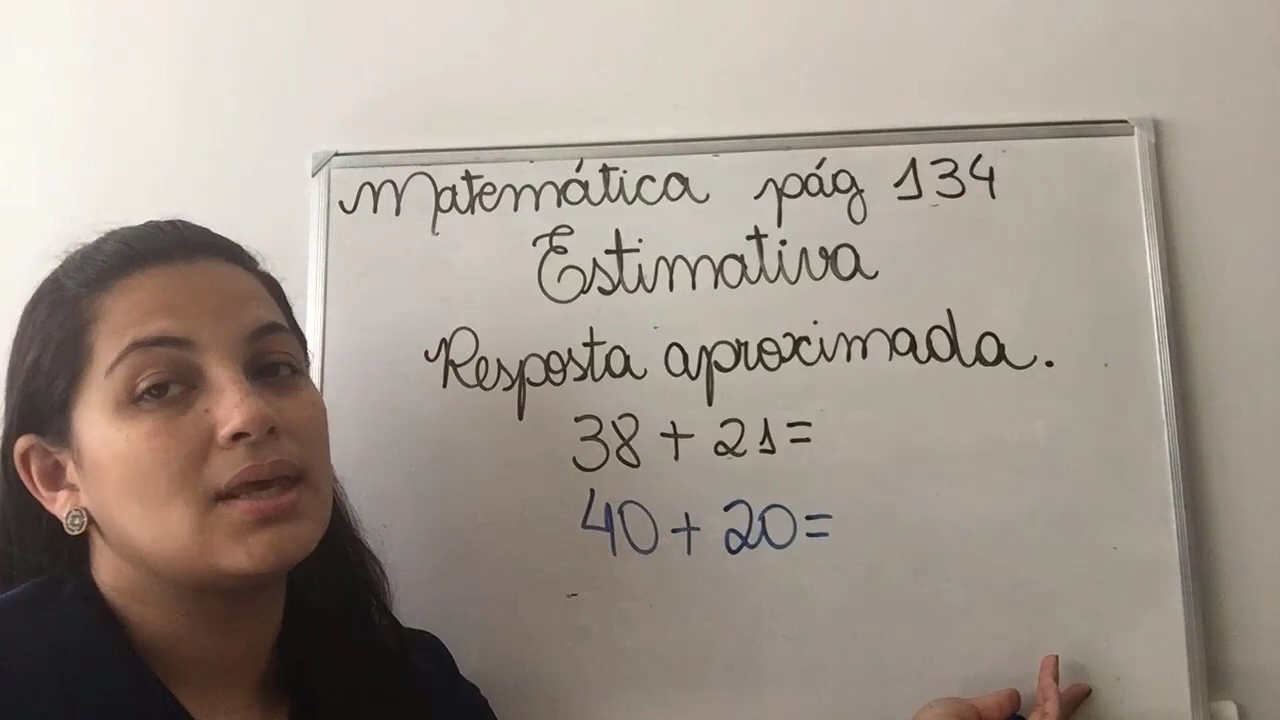 Matemática pág 134
Estimativa
Resposta aproximada.
38 + 21 =
40 + 20 =